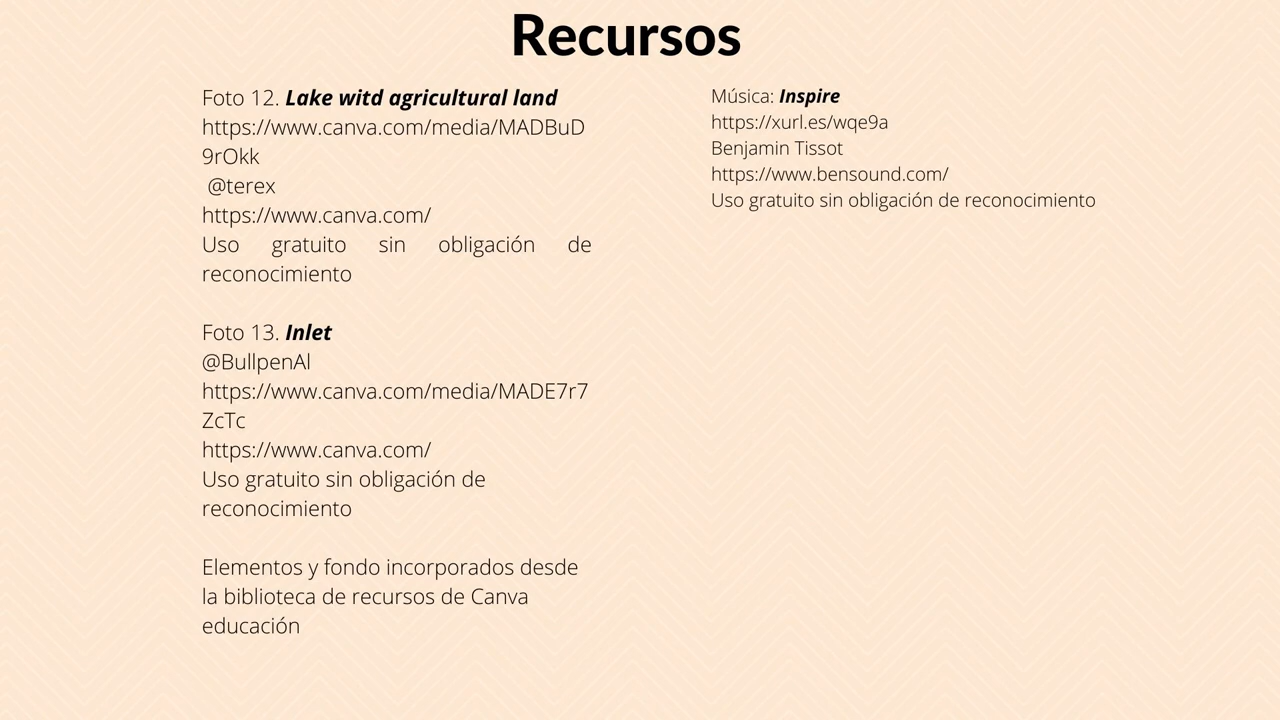 Recursos
Foto 12. Lake witd agricultural land
https://www.canva.com/media/MADBuD
9rOkk
@terex
https://www.canva.com/
Uso gratuito sin obligación de
reconocimiento
Foto 13. Inlet
@BullpenAl
https://www.canva.com/media/MADE7r7
ZcTc
https://www.canva.com/
Uso gratuito sin obligación de
reconocimiento
Elementos y fondo incorporados desde
la biblioteca de recursos de Canva
educación
Música: Inspire
https://xurl.es/wqe9a
Benjamin Tissot
https://www.bensound.com/
Uso gratuito sin obligación de reconocimiento